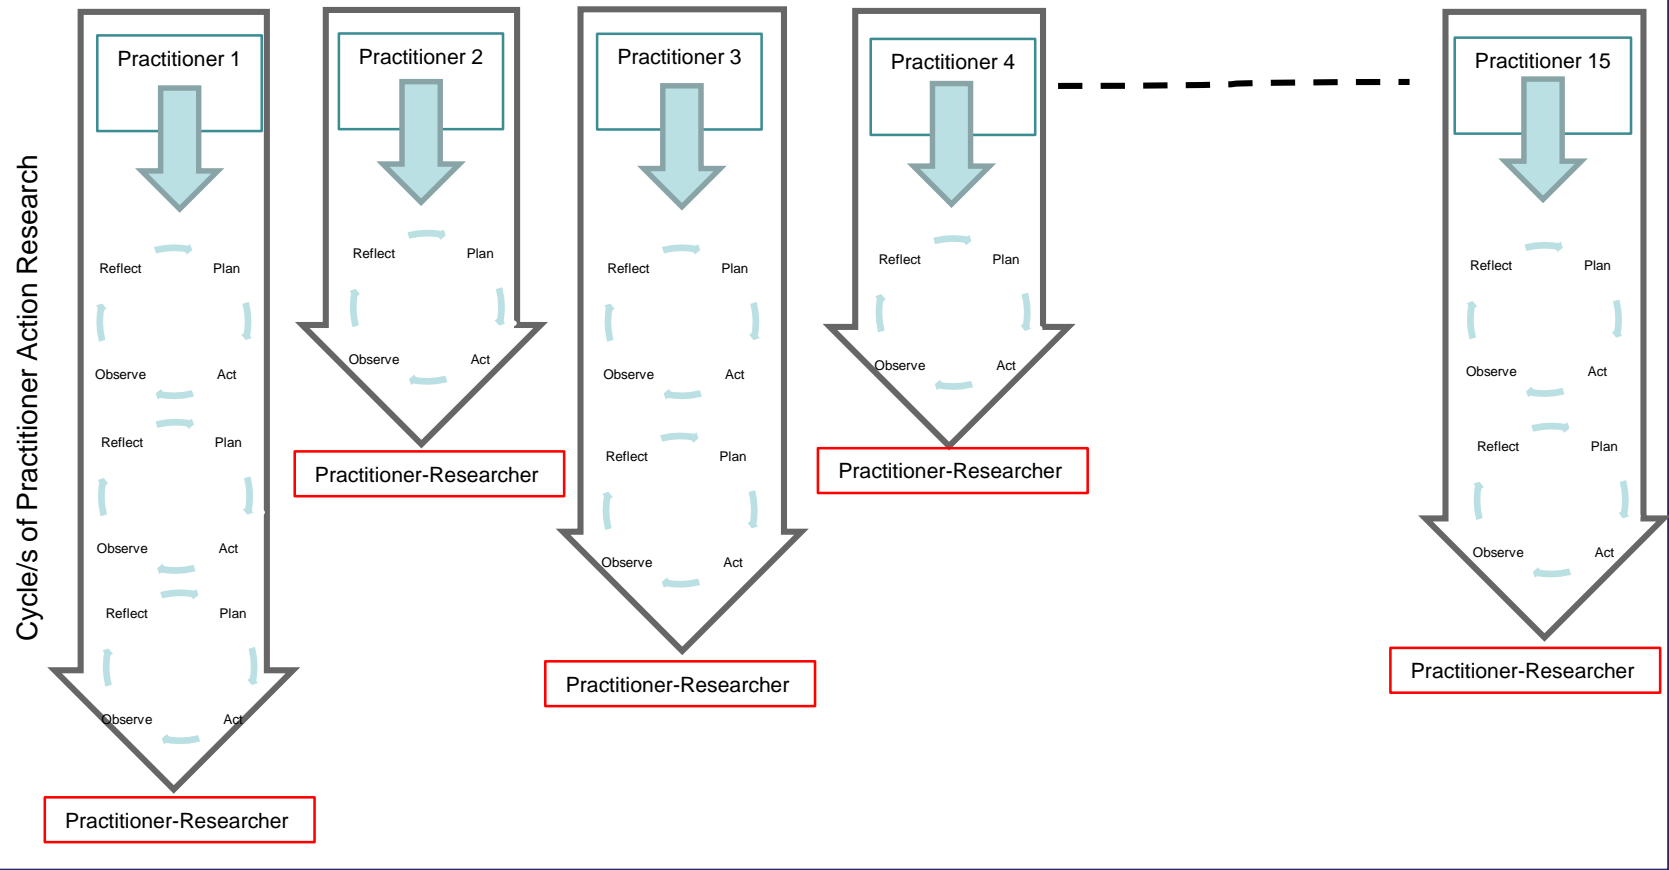 Cycle/s of Practitioner Action Research
Practitioner 1
Reflect Plan
Observe Act
Reflect Plan
Observe Act
Reflect Plan
Observe Act
Practitioner-Researcher
Practitioner 2
Reflect Plan
Observe Act
Practitioner-Researcher
Practitioner 3
Reflect Plan
Observe Act
Reflect Plan
Observe Act
Practitioner-Researcher
Practitioner 4
Reflect Plan
Observe Act
Practitioner-Researcher
Practitioner 15
Reflect Plan
Observe Act
Reflect Plan
Observe Act
Practitioner-Researcher